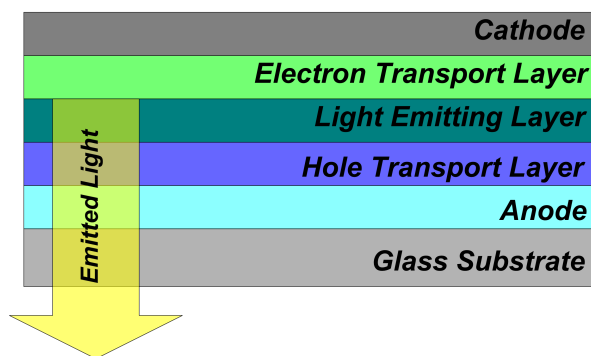 Cathode
Electron Transport Layer
Light Emitting Layer
Hole Transport Layer
Anode
Glass Substrate
Emitted Light